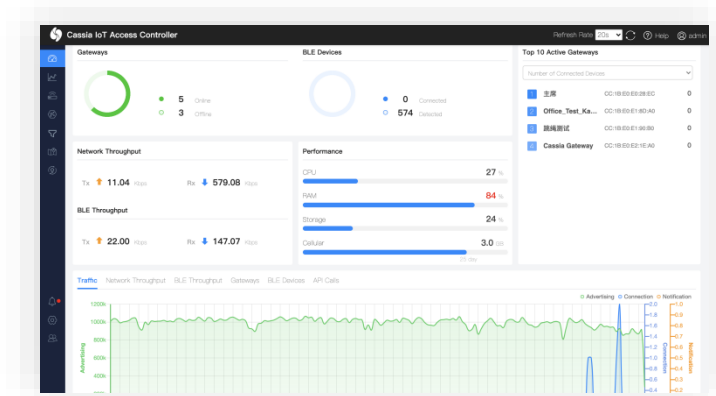 Cassia IoT Access Controller
Refresh Rate 20s Help admin
Gateways
5 Online
3 Offline
BLE Devices
0 Connected
574 Detected
Top 10 Active Gateways
Number of Connected Devices
1 主席 CC:1B:E0:E2:28:EC 0
2 Office_Test_Ka... CC:1B:E0:E1:8D:A0 0
3 跳绳测试 CC:1B:E0:E1:90:B0 0
4 Cassia Gateway CC:1B:E0:E2:1E:A0 0
Network Throughput
Tx 11.04 Kbps Rx 579.08 Kbps
BLE Throughput
Tx 22.00 Kbps Rx 147.07 Kbps
Performance
CPU 27 %
RAM 84 %
Storage 24 %
Cellular 3.0 GB
Traffic Network Throughput BLE Throughput Gateways BLE Devices API Calls
Advertising Connection Notification
Advertising
1200k
1000k
800k
600k
400k
2.0
1.8
1.6
1.4
1.2
1.0
0.8
0.6
0.4
Connection
1.0
0.9
0.8
0.7
0.6
0.5
0.4
0.3
0.2
Notification